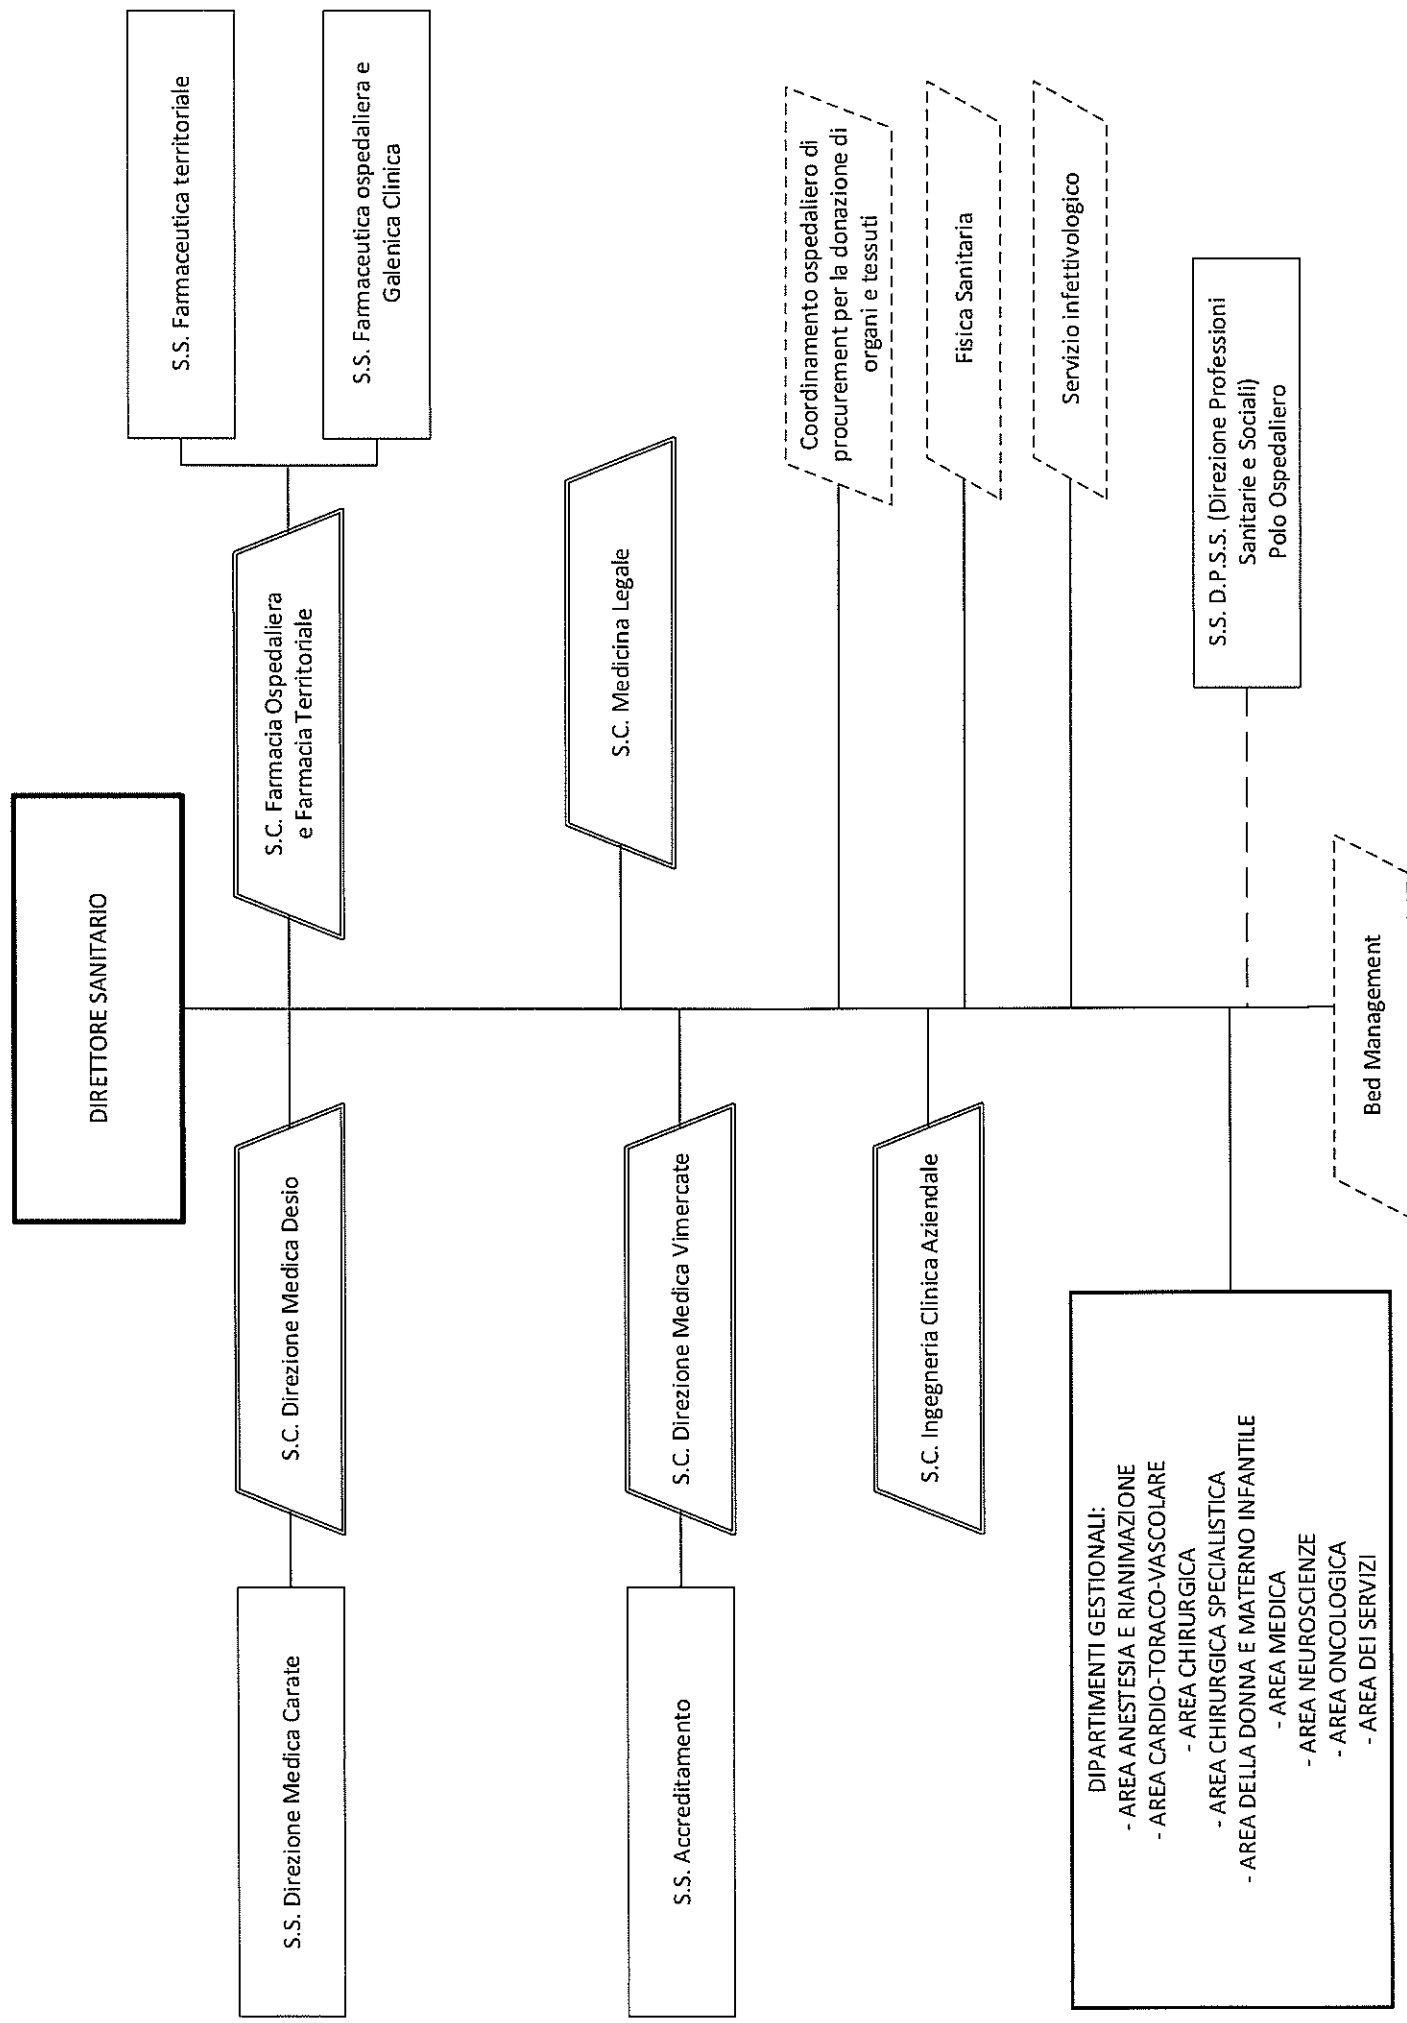 DIRETTORE SANITARIO
S.S. Direzione Medica Carate
S.C. Direzione Medica Desio
S.C. Farmacia Ospedaliera
e Farmacia Territoriale
S.S. Farmaceutica territoriale
S.S. Farmaceutica ospedaliera e
Galenica Clinica
S.C. Medicina Legale
S.S. Accreditamento
S.C. Direzione Medica Vimercate
S.C. Ingegneria Clinica Aziendale
Coordinamento ospedaliero di
procurement per la donazione di
organi e tessuti
Fisica Sanitaria
Servizio infettivologico
DIPARTIMENTI GESTIONALI:
- AREA ANESTESIA E RIANIMAZIONE
- AREA CARDIO-TORACO-VASCOLARE
- AREA CHIRURGICA
- AREA CHIRURGICA SPECIALISTICA
- AREA DELLA DONNA E MATERNO INFANTILE
- AREA MEDICA
- AREA NEUROSCIENZE
- AREA ONCOLOGICA
- AREA DEI SERVIZI
S.S. D.P.S.S. (Direzione Professioni
Sanitarie e Sociali)
Polo Ospedaliero
Bed Management